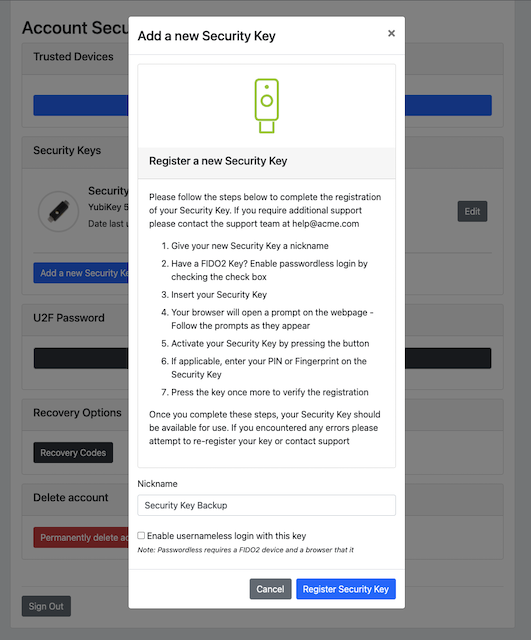 Account Secu
Trusted Devices
Security Keys
Security
YubiKey 5
Date last u
Edit
Add a new Security Ke
U2F Password
Recovery Options
Recovery Codes
Delete account
Permanently delete ac
Sign Out
Add a new Security Key
×
Register a new Security Key
Please follow the steps below to complete the registration
of your Security Key. If you require additional support
please contact the support team at help@acme.com
1. Give your new Security Key a nickname
2. Have a FIDO2 Key? Enable passwordless login by
checking the check box
3. Insert your Security Key
4. Your browser will open a prompt on the webpage -
Follow the prompts as they appear
5. Activate your Security Key by pressing the button
6. If applicable, enter your PIN or Fingerprint on the
Security Key
7. Press the key once more to verify the registration
Once you complete these steps, your Security Key should
be available for use. If you encountered any errors please
attempt to re-register your key or contact support
Nickname
Security Key Backup
Enable usernameless login with this key
Note: Passwordless requires a FIDO2 device and a browser that it
Cancel
Register Security Key